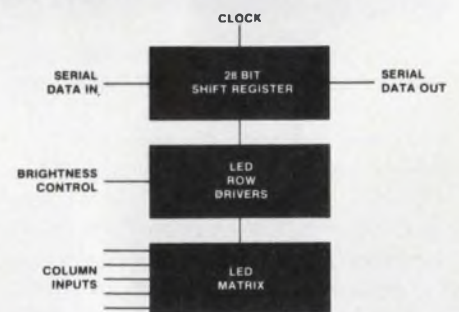 CLOCK
SERIAL
DATA IN
28 BIT
SHIFT REGISTER
SERIAL
DATA OUT
BRIGHTNESS
CONTROL
LED
ROW
DRIVERS
COLUMN
INPUTS
LED
MATRIX